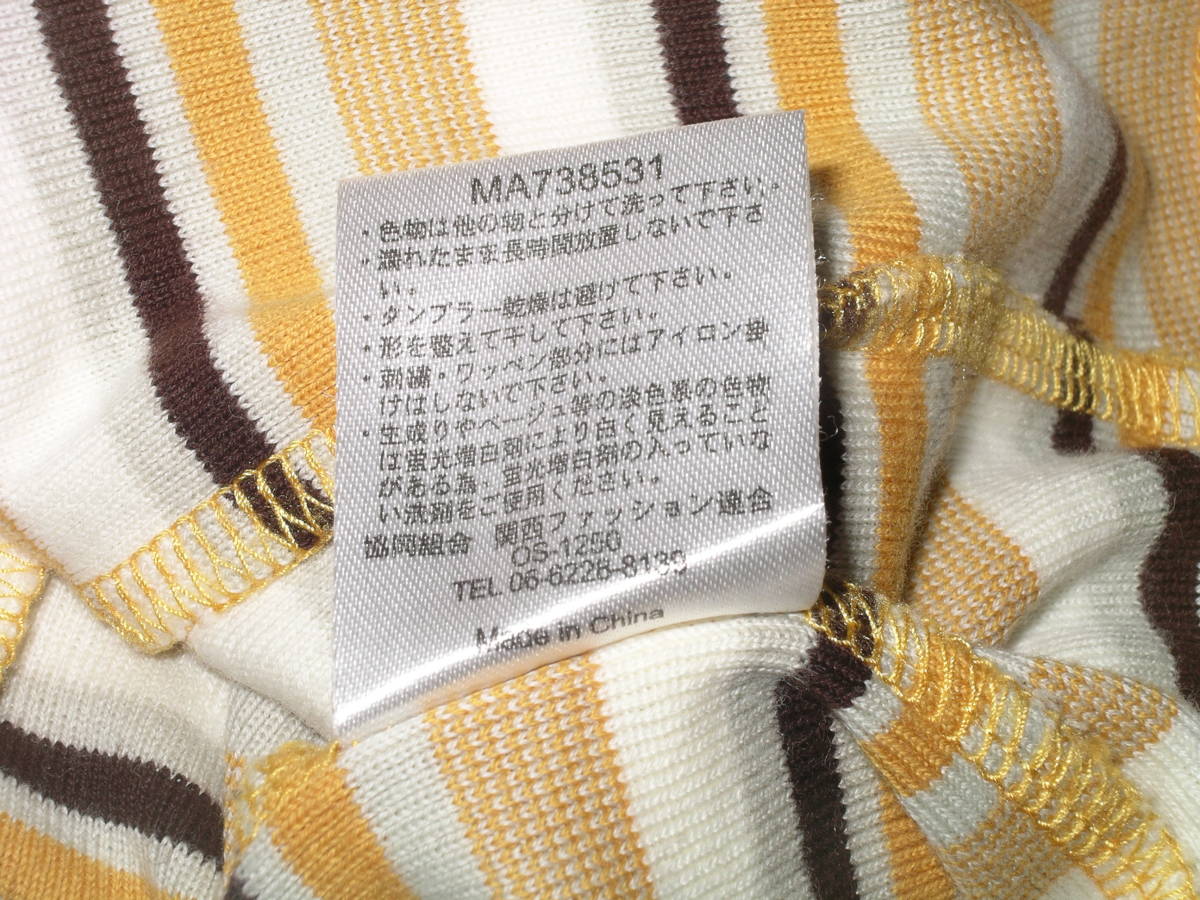 MA738531
・色物は他の物と分けて洗って下さい。
・濡れたまま長時間放置しないで下さ
い。
・タンブラー乾燥は避けて下さい。
・形を整えて干して下さい。
・刺繍・ワッペン部分にはアイロン掛
けはしないで下さい。
・生成りやベージュ等の淡色系の色物
は蛍光増白剤により白く見えること
がある為、蛍光増白剤の入っていな
い洗剤をご使用ください。
協同組合 関西ファッション連合
OS-1250
TEL 06-6228-8139
Made in China